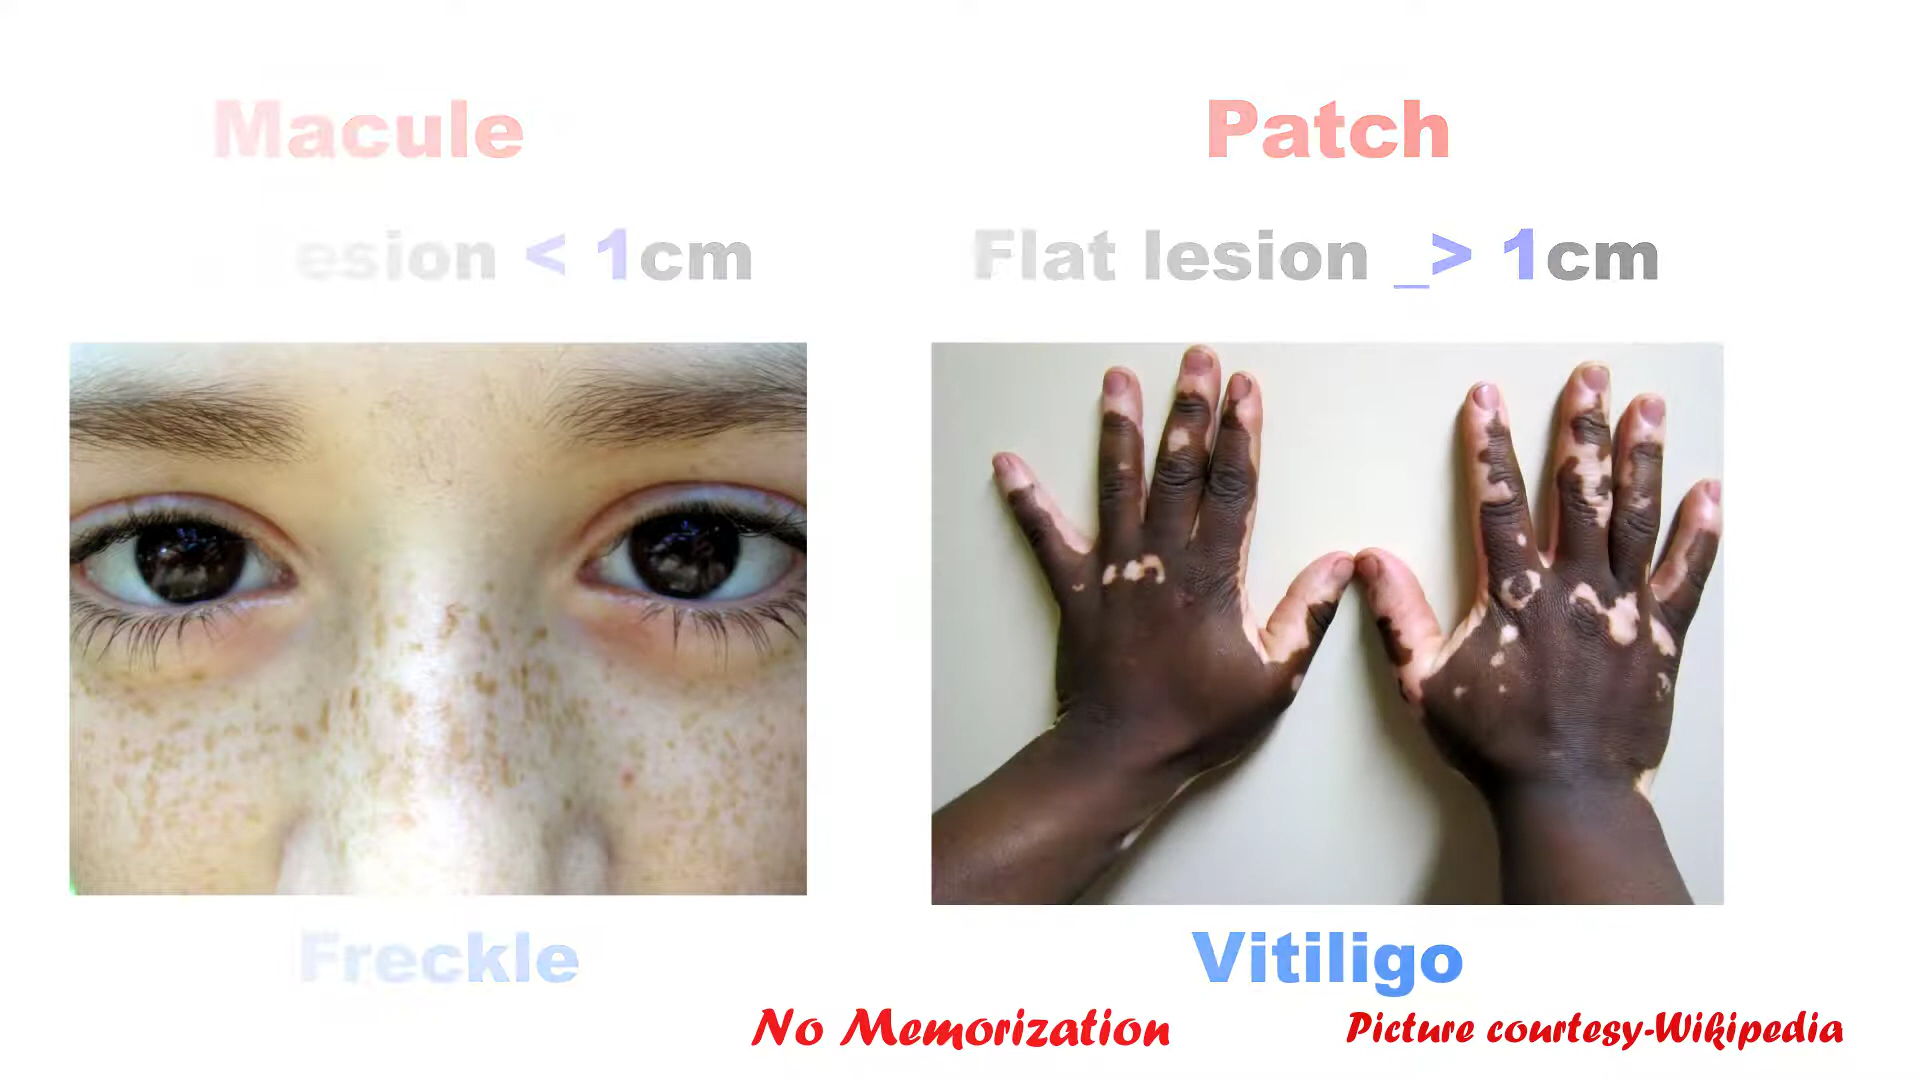 Macule
Patch
esion < 1cm
Flat lesion _> 1cm
Freckle
Vitiligo
No Memorization
Picture courtesy-Wikipedia